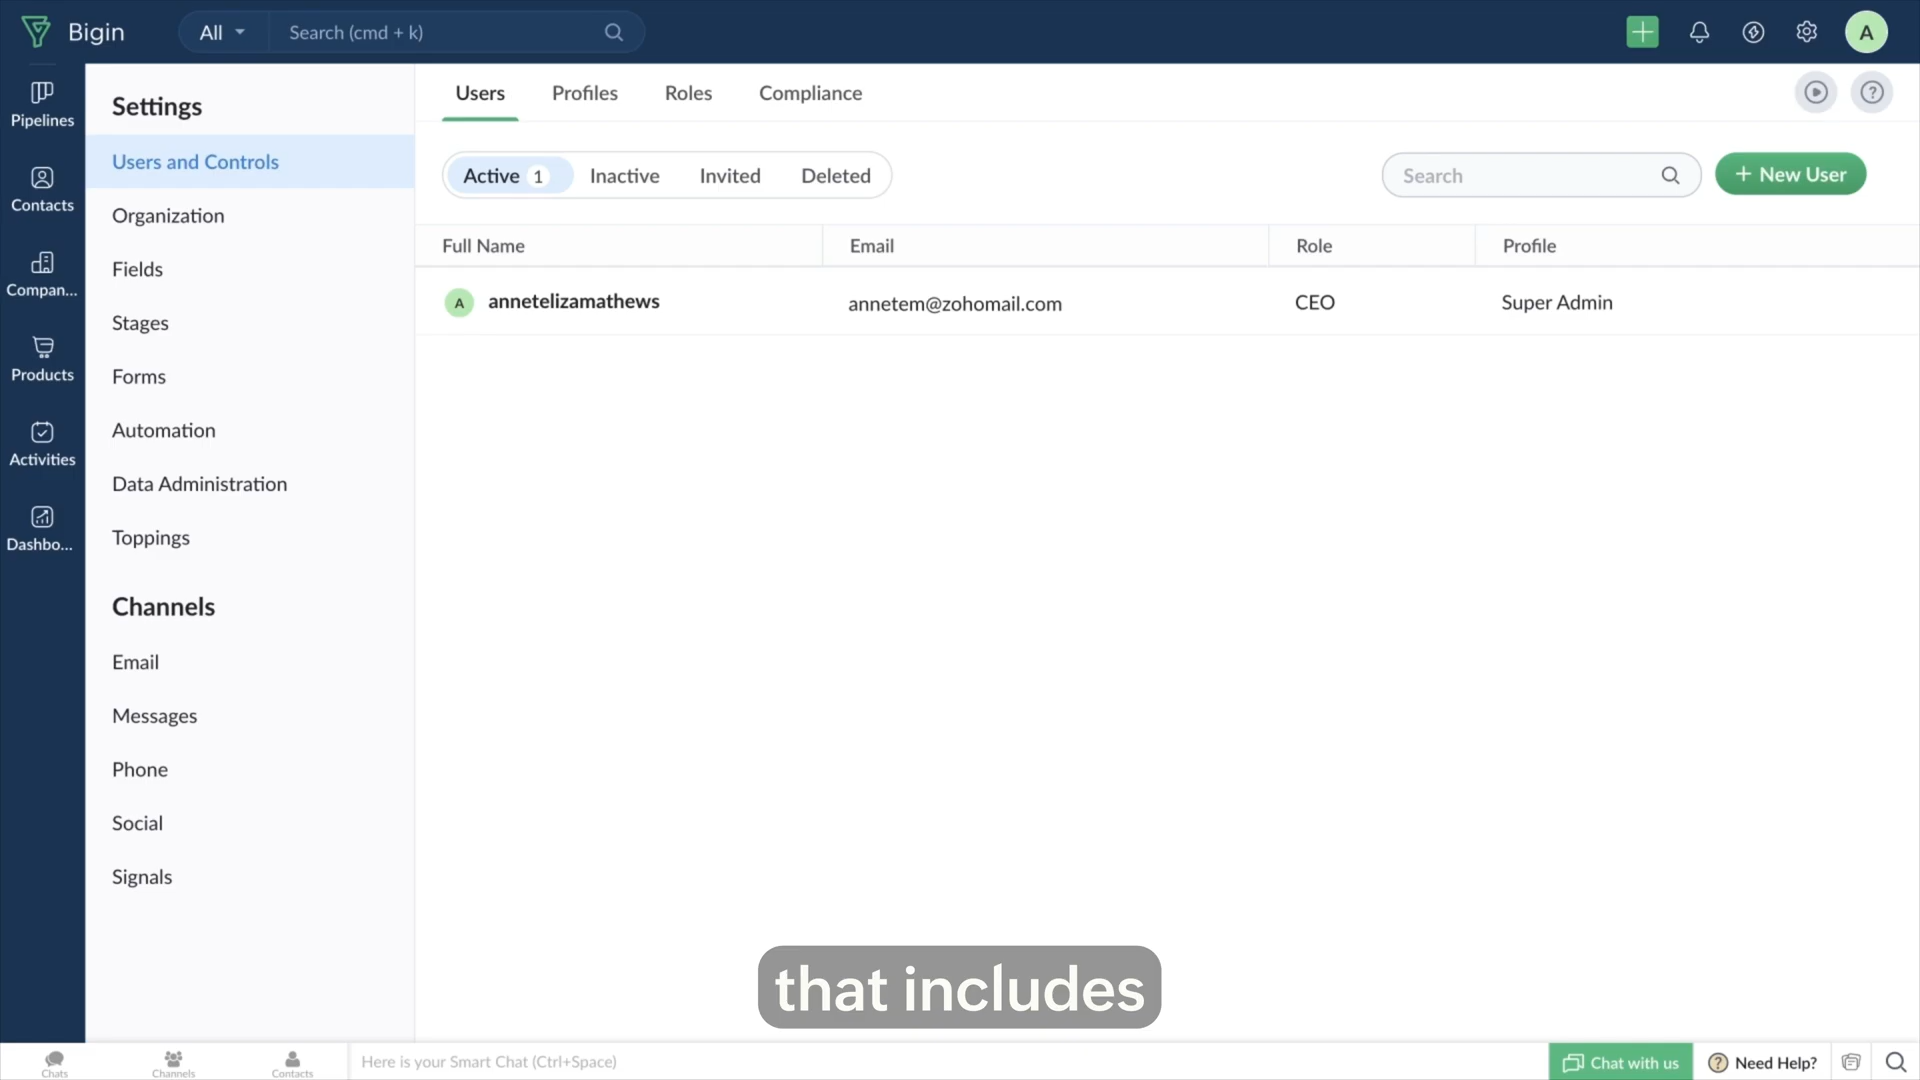 Bigin
All
Search (cmd + k)
A
Pipelines
Contacts
Compan...
Products
Activities
Dashbo...
Settings
Users and Controls
Organization
Fields
Stages
Forms
Automation
Data Administration
Toppings
Channels
Email
Messages
Phone
Social
Signals
Users Profiles Roles Compliance
Active 1 Inactive Invited Deleted
Search
+ New User
Full Name Email Role Profile
A annetelizamathews annetem@zohomail.com CEO Super Admin
that includes
Chats Channels Contacts
Here is your Smart Chat (Ctrl+Space)
Chat with us
Need Help?